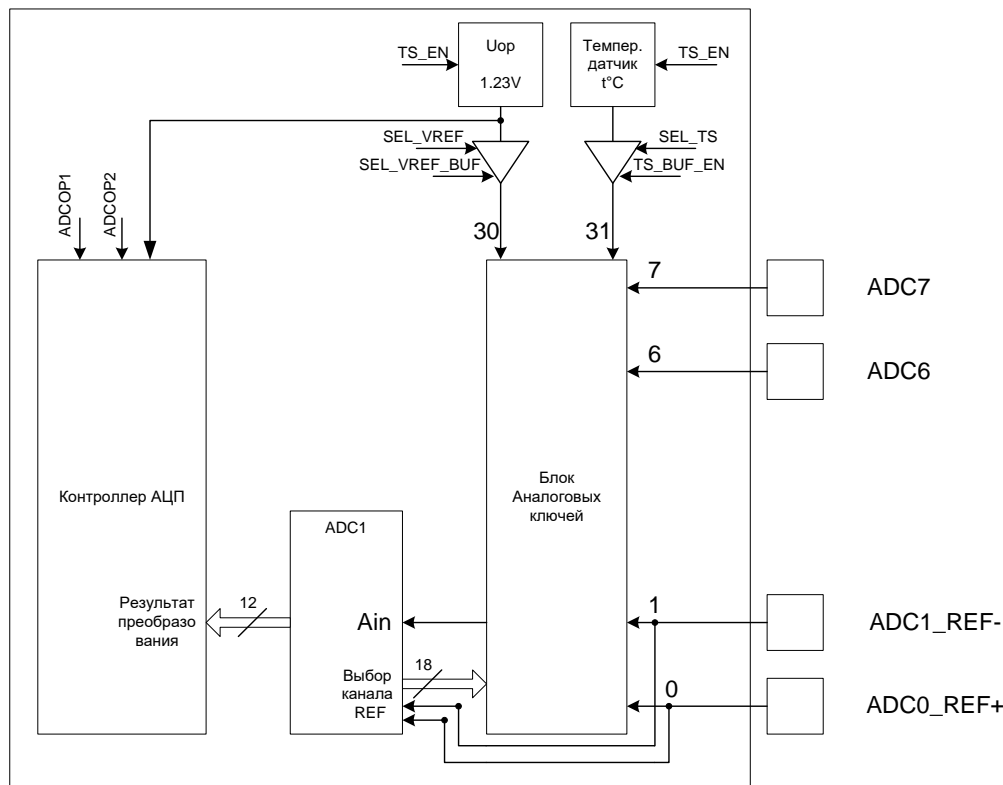 Uop
1.23V
TS_EN
Темпер.
датчик
t°C
TS_EN
SEL_VREF
SEL_VREF_BUF
SEL_TS
TS_BUF_EN
ADCOP1
ADCOP2
30
31
7
ADC7
6
ADC6
Контроллер АЦП
Блок
Аналоговых
ключей
ADC1
Результат
преобразо
вания
12
Ain
1
ADC1_REF-
Выбор
канала
REF
18
0
ADC0_REF+